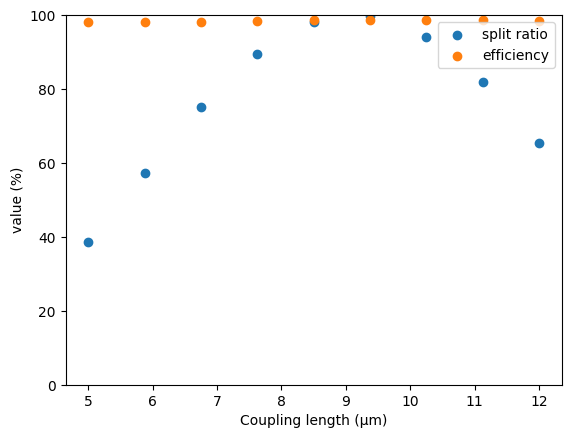 100
80
60
40
20
0
value (%)
split ratio
efficiency
5 6 7 8 9 10 11 12
Coupling length (μm)